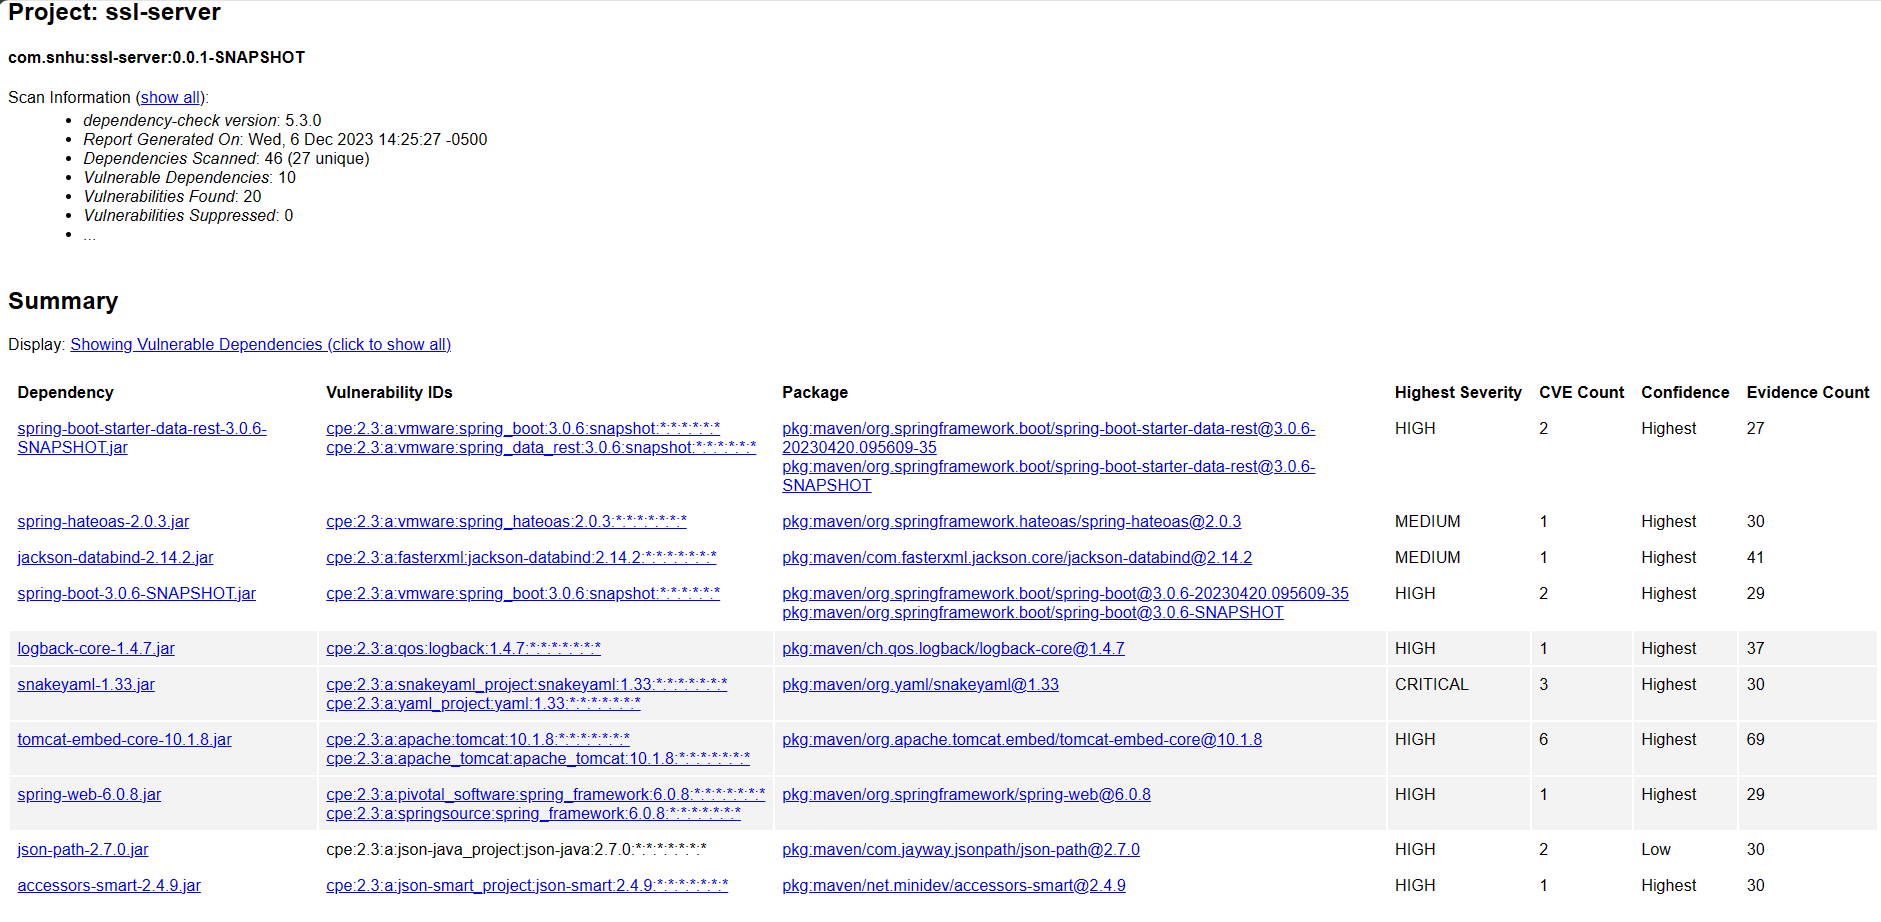 Project: ssl-server
com.snhu:ssl-server:0.0.1-SNAPSHOT
Scan Information (show all):
• dependency-check version: 5.3.0
• Report Generated On: Wed, 6 Dec 2023 14:25:27 -0500
• Dependencies Scanned: 46 (27 unique)
• Vulnerable Dependencies: 10
• Vulnerabilities Found: 20
• Vulnerabilities Suppressed: 0
• ...
Summary
Display: Showing Vulnerable Dependencies (click to show all)
Dependency Vulnerability IDs Package Highest Severity CVE Count Confidence Evidence Count
spring-boot-starter-data-rest-3.0.6- cpe:2.3:a:vmware:spring_boot:3.0.6:snapshot:*:*:*:*:*:* pkg:maven/org.springframework.boot/spring-boot-starter-data-rest@3.0.6- HIGH 2 Highest 27
SNAPSHOT.jar cpe:2.3:a:vmware:spring_data_rest:3.0.6:snapshot:*:*:*:*:*:* 20230420.095609-35
pkg:maven/org.springframework.boot/spring-boot-starter-data-rest@3.0.6-
SNAPSHOT
spring-hateoas-2.0.3.jar cpe:2.3:a:vmware:spring_hateoas:2.0.3:*:*:*:*:*:*:* pkg:maven/org.springframework.hateoas/spring-hateoas@2.0.3 MEDIUM 1 Highest 30
jackson-databind-2.14.2.jar cpe:2.3:a:fasterxml:jackson-databind:2.14.2:*:*:*:*:*:*:* pkg:maven/com.fasterxml.jackson.core/jackson-databind@2.14.2 MEDIUM 1 Highest 41
spring-boot-3.0.6-SNAPSHOT.jar cpe:2.3:a:vmware:spring_boot:3.0.6:snapshot:*:*:*:*:*:* pkg:maven/org.springframework.boot/spring-boot@3.0.6-20230420.095609-35 HIGH 2 Highest 29
pkg:maven/org.springframework.boot/spring-boot@3.0.6-SNAPSHOT
logback-core-1.4.7.jar cpe:2.3:a:qos:logback:1.4.7:*:*:*:*:*:*:* pkg:maven/ch.qos.logback/logback-core@1.4.7 HIGH 1 Highest 37
snakeyaml-1.33.jar cpe:2.3:a:snakeyaml_project:snakeyaml:1.33:*:*:*:*:*:*:* pkg:maven/org.yaml/snakeyaml@1.33 CRITICAL 3 Highest 30
cpe:2.3:a:yaml_project:yaml:1.33:*:*:*:*:*:*:*
tomcat-embed-core-10.1.8.jar cpe:2.3:a:apache:tomcat:10.1.8:*:*:*:*:*:*:* pkg:maven/org.apache.tomcat.embed/tomcat-embed-core@10.1.8 HIGH 6 Highest 69
cpe:2.3:a:apache_tomcat:apache_tomcat:10.1.8:*:*:*:*:*:*:*
spring-web-6.0.8.jar cpe:2.3:a:pivotal_software:spring_framework:6.0.8:*:*:*:*:*:*:* pkg:maven/org.springframework/spring-web@6.0.8 HIGH 1 Highest 29
cpe:2.3:a:springsource:spring_framework:6.0.8:*:*:*:*:*:*:*
json-path-2.7.0.jar cpe:2.3:a:json-java_project:json-java:2.7.0:*:*:*:*:*:*:* pkg:maven/com.jayway.jsonpath/json-path@2.7.0 HIGH 2 Low 30
accessors-smart-2.4.9.jar cpe:2.3:a:json-smart_project:json-smart:2.4.9:*:*:*:*:*:*:* pkg:maven/net.minidev/accessors-smart@2.4.9 HIGH 1 Highest 30